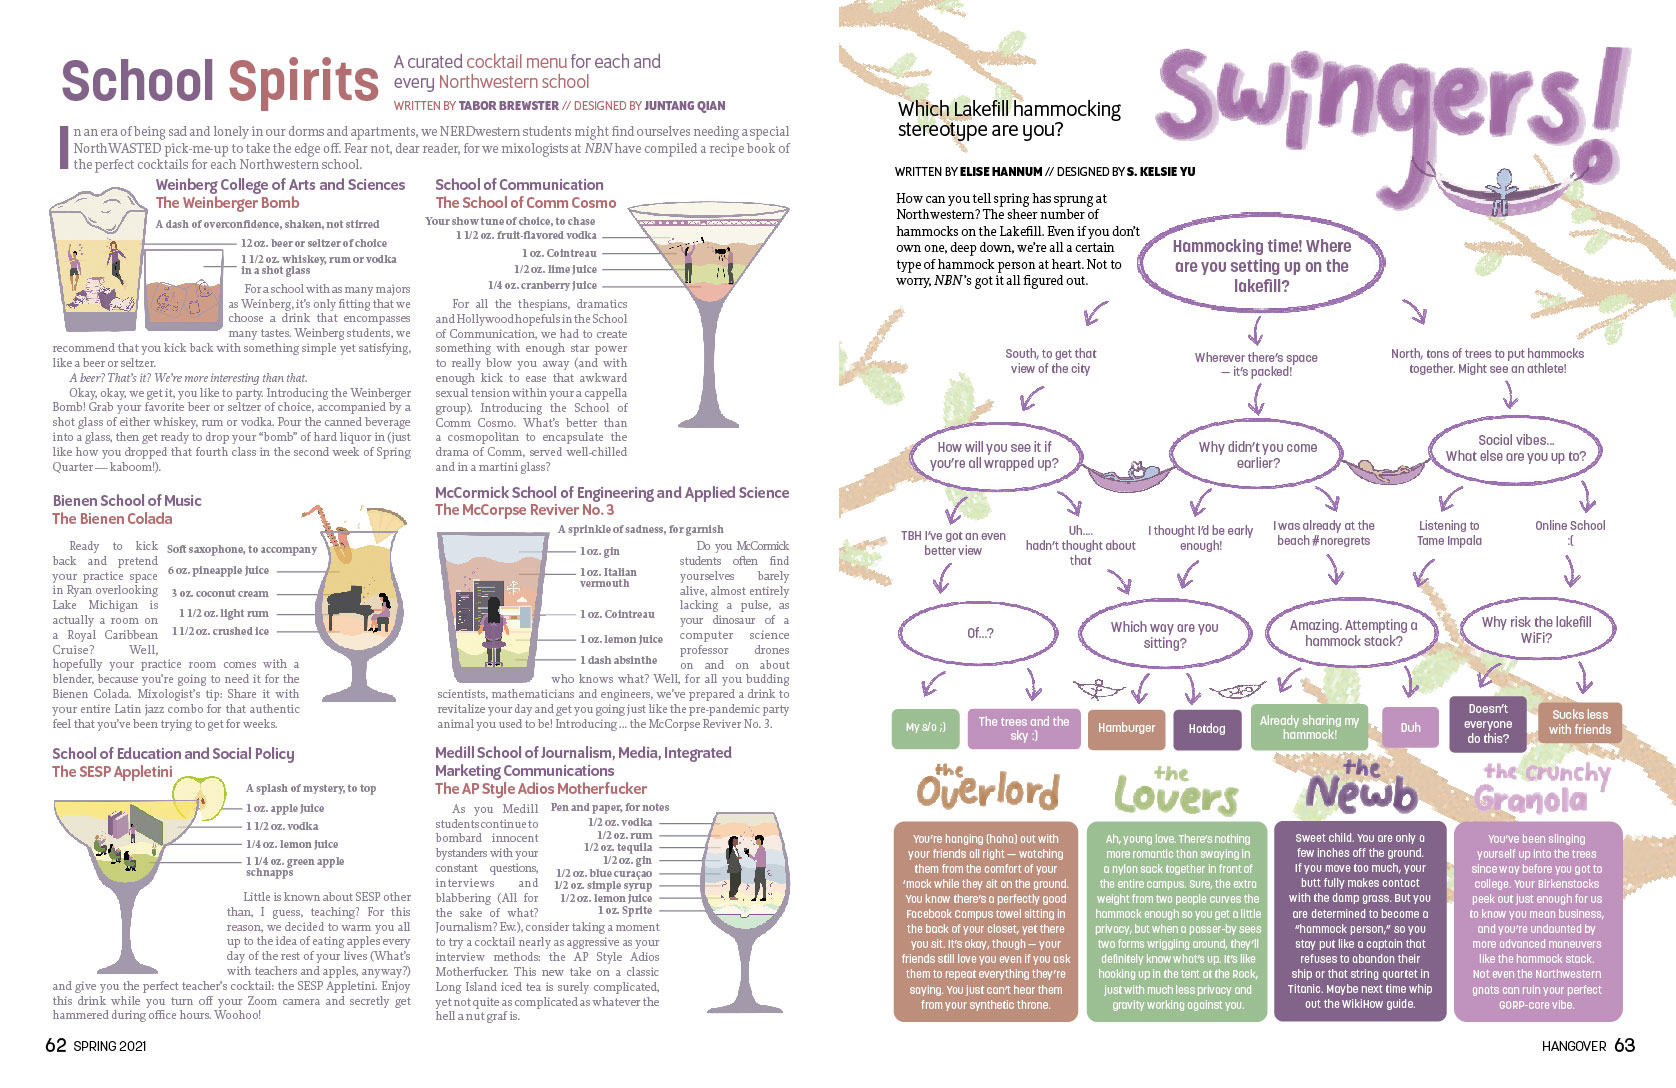 School Spirits
A curated cocktail menu for each and
every Northwestern school
WRITTEN BY TABOR BREWSTER // DESIGNED BY JUNTANG QIAN
In an era of being sad and lonely in our dorms and apartments, we NERDwestern students might find ourselves needing a special
NorthWASTED pick-me-up to take the edge off. Fear not, dear reader, for we mixologists at NBN have compiled a recipe book of
the perfect cocktails for each Northwestern school.
Weinberg College of Arts and Sciences
The Weinberger Bomb
A dash of overconfidence, shaken, not stirred
12 oz. beer or seltzer of choice
1 1/2 oz. whiskey, rum or vodka
in a shot glass
For a school with as many majors
as Weinberg, it's only fitting that we
choose a drink that encompasses
many tastes. Weinberg students, we
recommend that you kick back with something simple yet satisfying,
like a beer or seltzer.
A beer? That's it? We're more interesting than that.
Okay, okay, we get it, you like to party. Introducing the Weinberger
Bomb! Grab your favorite beer or seltzer of choice, accompanied by a
shot glass of either whiskey, rum or vodka. Pour the canned beverage
into a glass, then get ready to drop your "bomb" of hard liquor in (just
like how you dropped that fourth class in the second week of Spring
Quarter — kaboom!).
Bienen School of Music
The Bienen Colada
Soft saxophone, to accompany
6 oz. pineapple juice
3 oz. coconut cream
1 1/2 oz. light rum
1 1/2 oz. crushed ice
Ready to kick
back and pretend
your practice space
in Ryan overlooking
Lake Michigan is
actually a room on
a Royal Caribbean
Cruise? Well,
hopefully your practice room comes with a
blender, because you're going to need it for the
Bienen Colada. Mixologist's tip: Share it with
your entire Latin jazz combo for that authentic
feel that you've been trying to get for weeks.
School of Education and Social Policy
The SESP Appletini
A splash of mystery, to top
1 oz. apple juice
1 1/2 oz. vodka
1/4 oz. lemon juice
1 1/4 oz. green apple
schnapps
Little is known about SESP other
than, I guess, teaching? For this
reason, we decided to warm you all
up to the idea of eating apples every
day of the rest of your lives (What's
with teachers and apples, anyway?)
and give you the perfect teacher's cocktail: the SESP Appletini. Enjoy
this drink while you turn off your Zoom camera and secretly get
hammered during office hours. Woohoo!
School of Communication
The School of Comm Cosmo
Your show tune of choice, to chase
1 1/2 oz. fruit-flavored vodka
1 oz. Cointreau
1/2 oz. lime juice
1/4 oz. cranberry juice
For all the thespians, dramatics
and Hollywood hopefuls in the School
of Communication, we had to create
something with enough star power
to really blow you away (and with
enough kick to ease that awkward
sexual tension within your a cappella
group). Introducing the School of
Comm Cosmo. What's better than
a cosmopolitan to encapsulate the
drama of Comm, served well-chilled
and in a martini glass?
McCormick School of Engineering and Applied Science
The McCorpse Reviver No. 3
A sprinkle of sadness, for garnish
1 oz. gin
1 oz. Italian
vermouth
1 oz. Cointreau
1 oz. lemon juice
1 dash absinthe
Do you McCormick
students often find
yourselves barely
alive, almost entirely
lacking a pulse, as
your dinosaur of a
computer science
professor drones
on and on about
who knows what? Well, for all you budding
scientists, mathematicians and engineers, we've prepared a drink to
revitalize your day and get you going just like the pre-pandemic party
animal you used to be! Introducing ... the McCorpse Reviver No. 3.
Medill School of Journalism, Media, Integrated
Marketing Communications
The AP Style Adios Motherfucker
Pen and paper, for notes
1/2 oz. vodka
1/2 oz. rum
1/2 oz. tequila
1/2 oz. gin
1/2 oz. blue curaçao
1/2 oz. simple syrup
1/2 oz. lemon juice
1 oz. Sprite
As you Medill
students continue to
bombard innocent
bystanders with your
constant questions,
interviews and
blabbering (All for
the sake of what?
Journalism? Ew.), consider taking a moment
to try a cocktail nearly as aggressive as your
interview methods: the AP Style Adios
Motherfucker. This new take on a classic
Long Island iced tea is surely complicated,
yet not quite as complicated as whatever the
hell a nut graf is.
62 SPRING 2021
Swingers!
Which Lakefill hammocking
stereotype are you?
WRITTEN BY ELISE HANNUM // DESIGNED BY S. KELSIE YU
How can you tell spring has sprung at
Northwestern? The sheer number of
hammocks on the Lakefill. Even if you don't
own one, deep down, we're all a certain
type of hammock person at heart. Not to
worry, NBN's got it all figured out.
Hammocking time! Where
are you setting up on the
lakefill?
South, to get that
view of the city
Wherever there's space
— it's packed!
North, tons of trees to put hammocks
together. Might see an athlete!
How will you see it if
you're all wrapped up?
Why didn't you come
earlier?
Social vibes...
What else are you up to?
TBH I've got an even
better view
Uh....
hadn't thought about
that
I thought I'd be early
enough!
I was already at the
beach #noregrets
Listening to
Tame Impala
Online School
:(
Of...?
Which way are you
sitting?
Amazing. Attempting a
hammock stack?
Why risk the lakefill
WiFi?
My s/o ;)
The trees and the
sky :)
Hamburger
Hotdog
Already sharing my
hammock!
Duh
Doesn't
everyone
do this?
Sucks less
with friends
the Overlord
You're hanging (haha) out with
your friends all right — watching
them from the comfort of your
'mock while they sit on the ground.
You know there's a perfectly good
Facebook Campus towel sitting in
the back of your closet, yet there
you sit. It's okay, though — your
friends still love you even if you ask
them to repeat everything they're
saying. You just can't hear them
from your synthetic throne.
the Lovers
Ah, young love. There's nothing
more romantic than swaying in
a nylon sack together in front of
the entire campus. Sure, the extra
weight from two people curves the
hammock enough so you get a little
privacy, but when a passer-by sees
two forms wriggling around, they'll
definitely know what's up. It's like
hooking up in the tent at the Rock,
just with much less privacy and
gravity working against you.
the Newb
Sweet child. You are only a
few inches off the ground.
If you move too much, your
butt fully makes contact
with the damp grass. But you
are determined to become a
"hammock person," so you
stay put like a captain that
refuses to abandon their
ship or that string quartet in
Titanic. Maybe next time whip
out the WikiHow guide.
the Crunchy
Granola
You've been slinging
yourself up into the trees
since way before you got to
college. Your Birkenstocks
peek out just enough for us
to know you mean business,
and you're undaunted by
more advanced maneuvers
like the hammock stack.
Not even the Northwestern
gnats can ruin your perfect
GORP-core vibe.
HANGOVER 63